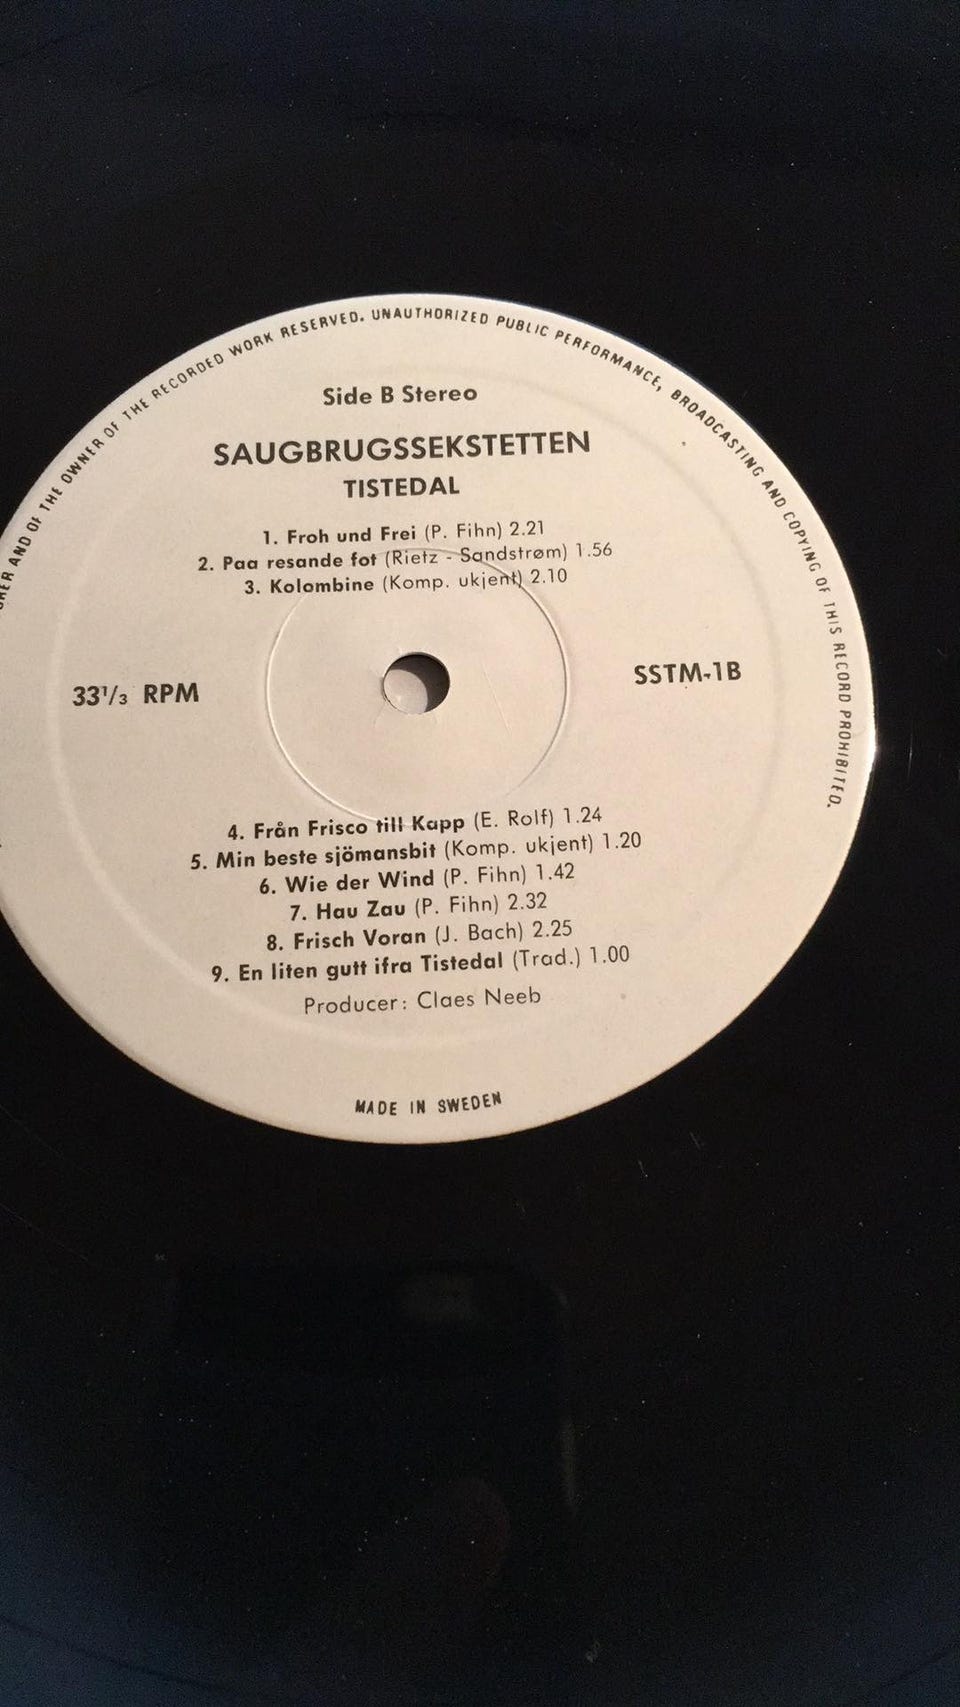 AND OF THE OWNER OF THE RECORDED WORK RESERVED. UNAUTHORIZED PUBLIC PERFORMANCE, BROADCASTING AND COPYING OF THIS RECORD PROHIBITED.
Side B Stereo
SAUGBRUGSSEKSTETTEN
TISTEDAL
1. Froh und Frei (P. Fihn) 2.21
2. Paa resande fot (Rietz - Sandstrøm) 1.56
3. Kolombine (Komp. ukjent) 2.10
33 1/3 RPM
SSTM-1B
4. Från Frisco till Kapp (E. Rolf) 1.24
5. Min beste sjömansbit (Komp. ukjent) 1.20
6. Wie der Wind (P. Fihn) 1.42
7. Hau Zau (P. Fihn) 2.32
8. Frisch Voran (J. Bach) 2.25
9. En liten gutt ifra Tistedal (Trad.) 1.00
Producer: Claes Neeb
MADE IN SWEDEN